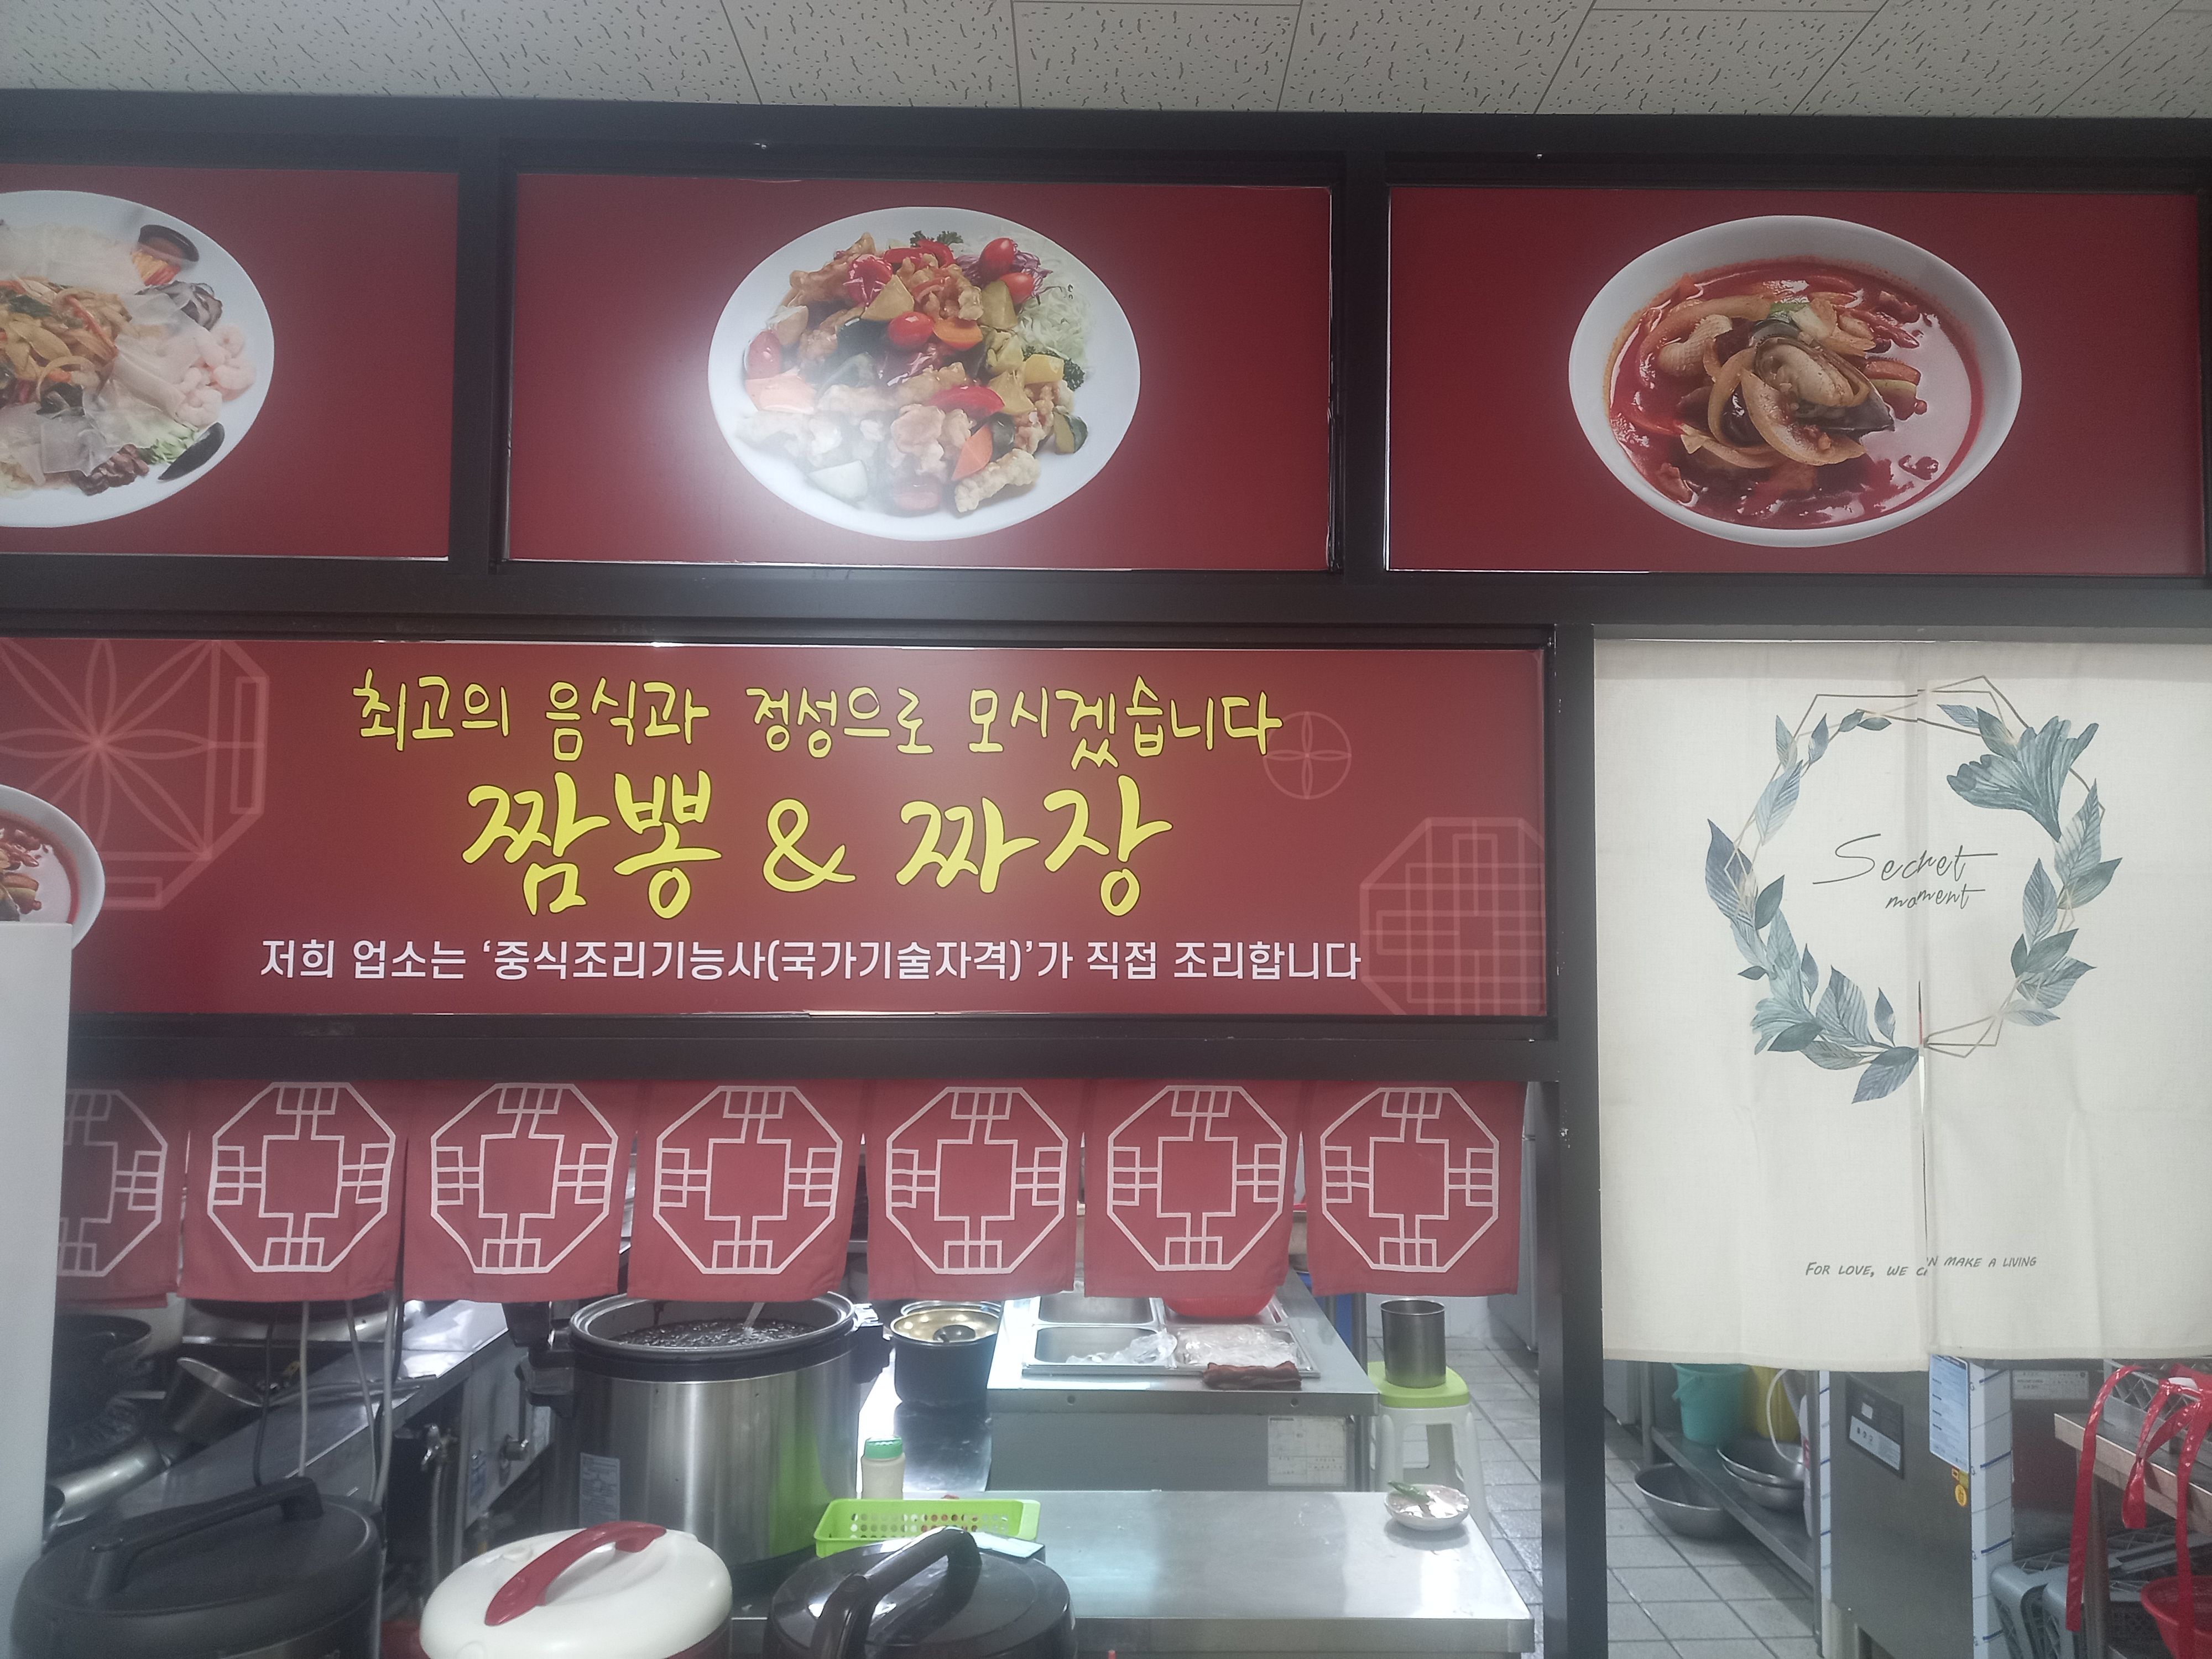 최고의 음식과 정성으로 모시겠습니다
짬뽕 & 짜장
저희 업소는 ‘중식조리기능사(국가기술자격)’가 직접 조리합니다
Secret
moment
FOR LOVE, WE CAN MAKE A LIVING